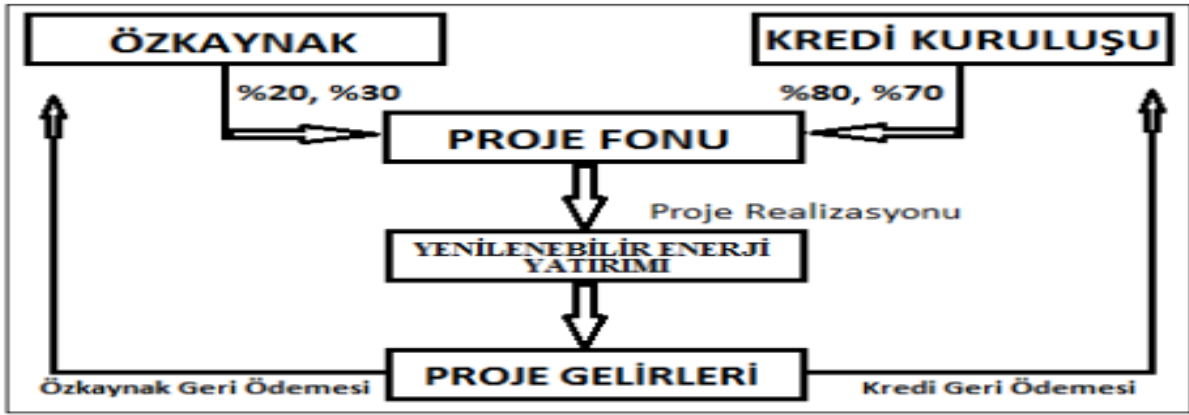 ÖZKAYNAK
KREDİ KURULUŞU
%20, %30
%80, %70
PROJE FONU
Proje Realizasyonu
YENİLENEBİLİR ENERJİ
YATIRIMI
PROJE GELİRLERİ
Özkaynak Geri Ödemesi
Kredi Geri Ödemesi